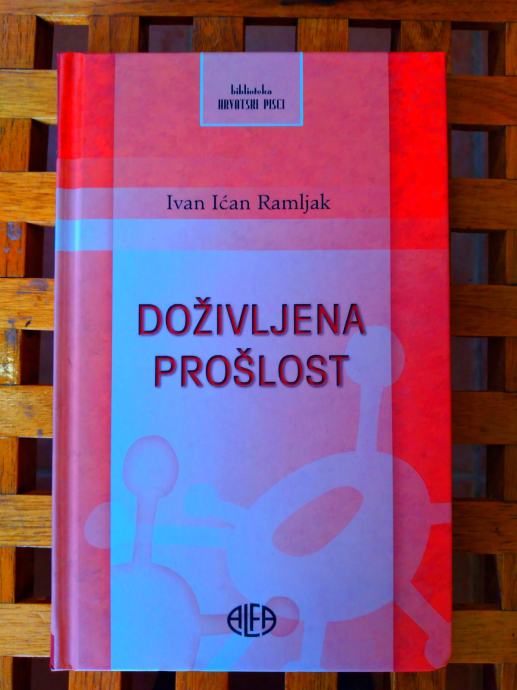 biblioteka
HRVATSKI PISCI
Ivan Ićan Ramljak
DOŽIVLJENA
PROŠLOST
ALFA